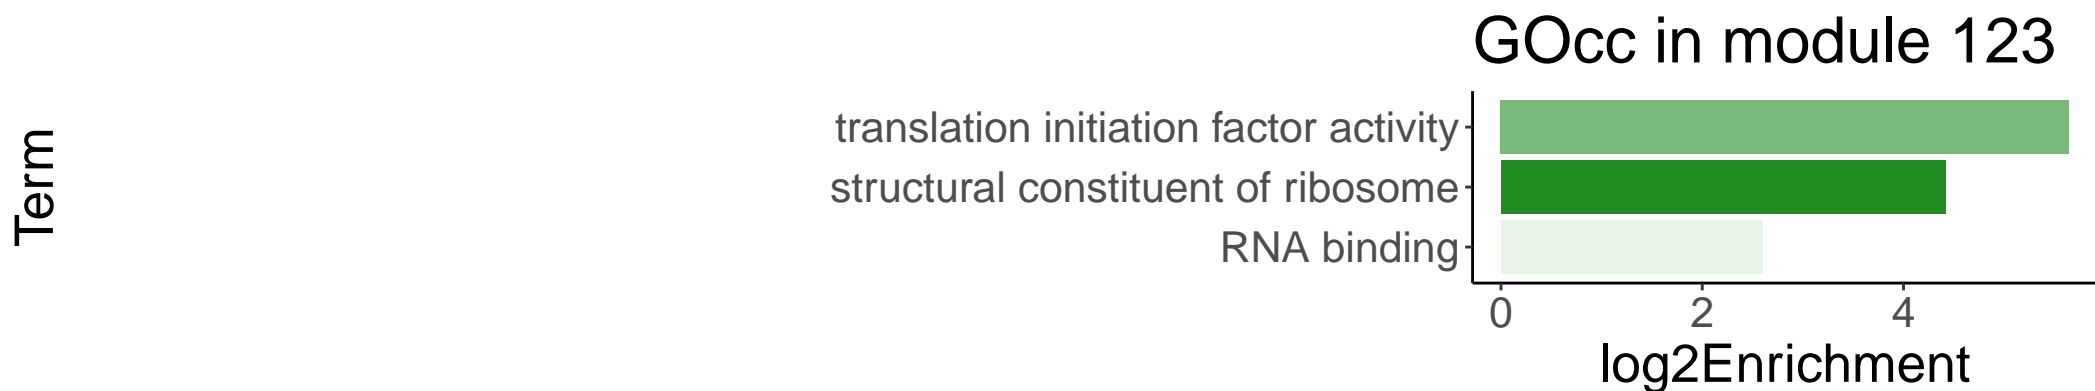 GOcc in module 123
Term
translation initiation factor activity
structural constituent of ribosome
RNA binding
0 2 4
log2Enrichment